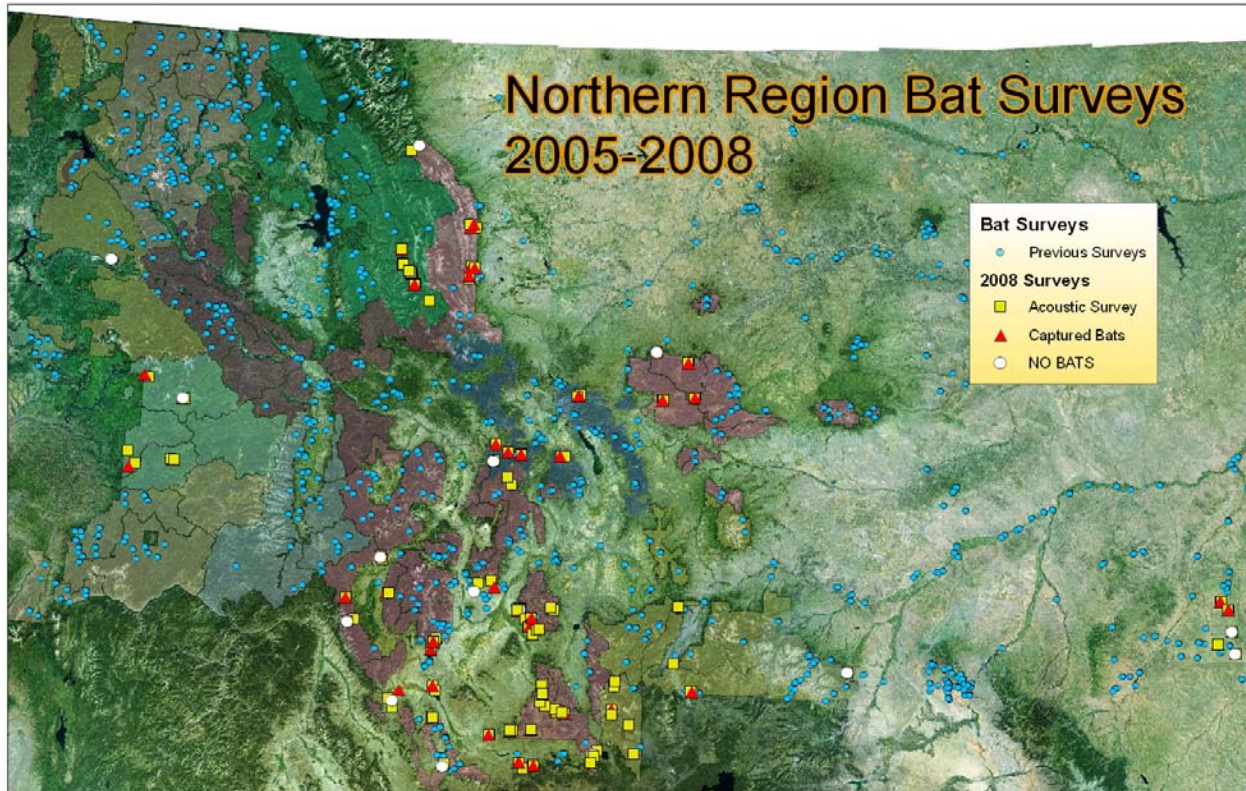 Northern Region Bat Surveys
2005-2008
Bat Surveys
Previous Surveys
2008 Surveys
Acoustic Survey
Captured Bats
NO BATS